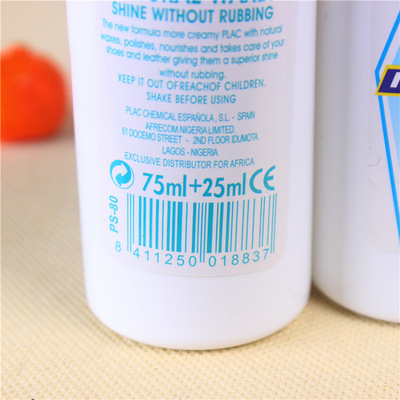 SHINE WITHOUT RUBBING
The new formula more creamy PLAC with natural
waxes, polishes, nourishes and takes care of your
shoes and leather giving them a superior shine
without rubbing.
KEEP IT OUT OF REACHOF CHILDREN.
SHAKE BEFORE USING
PLAC CHEMICAL ESPAÑOLA, S.L. - SPAIN
AFRECOM NIGERIA LIMITED.
61 DOCEMO STREET - 2ND FLOOR IDUMOTA
LAGOS - NIGERIA
EXCLUSIVE DISTRIBUTOR FOR AFRICA
75ml+25ml CE
PS-80
8 411250 018837